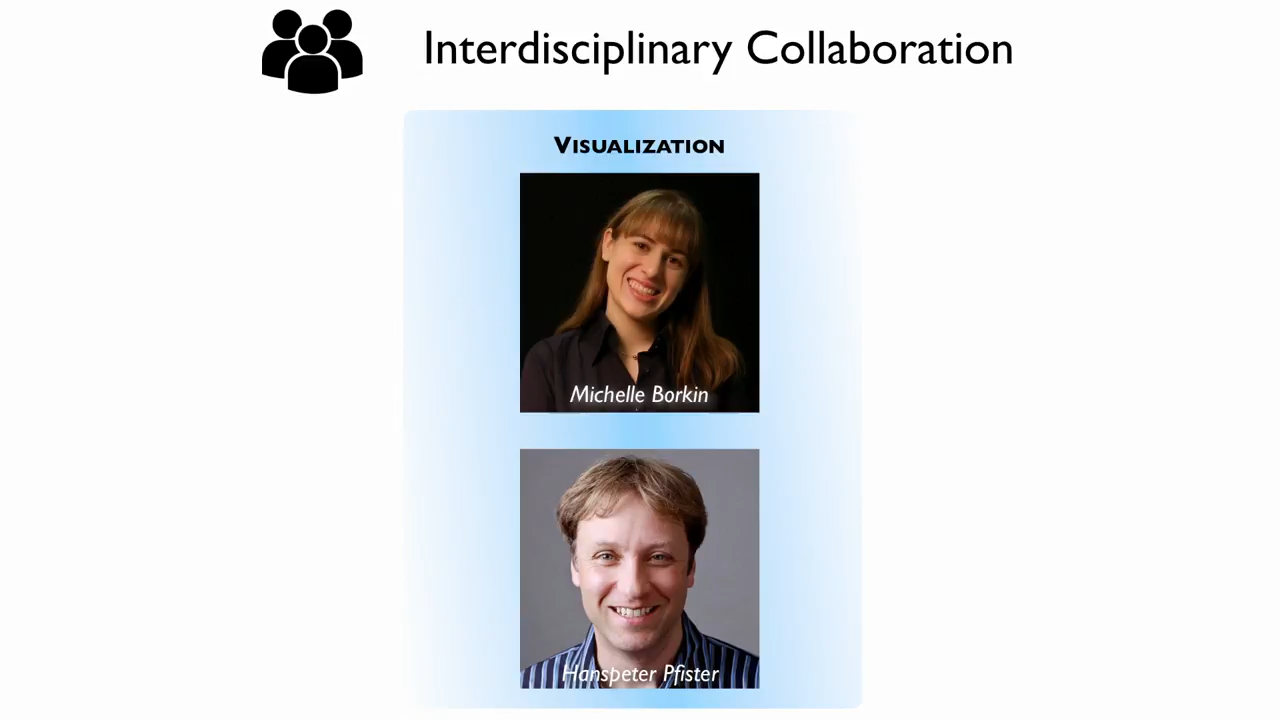 Interdisciplinary Collaboration
VISUALIZATION
Michelle Borkin
Hanspeter Pfister